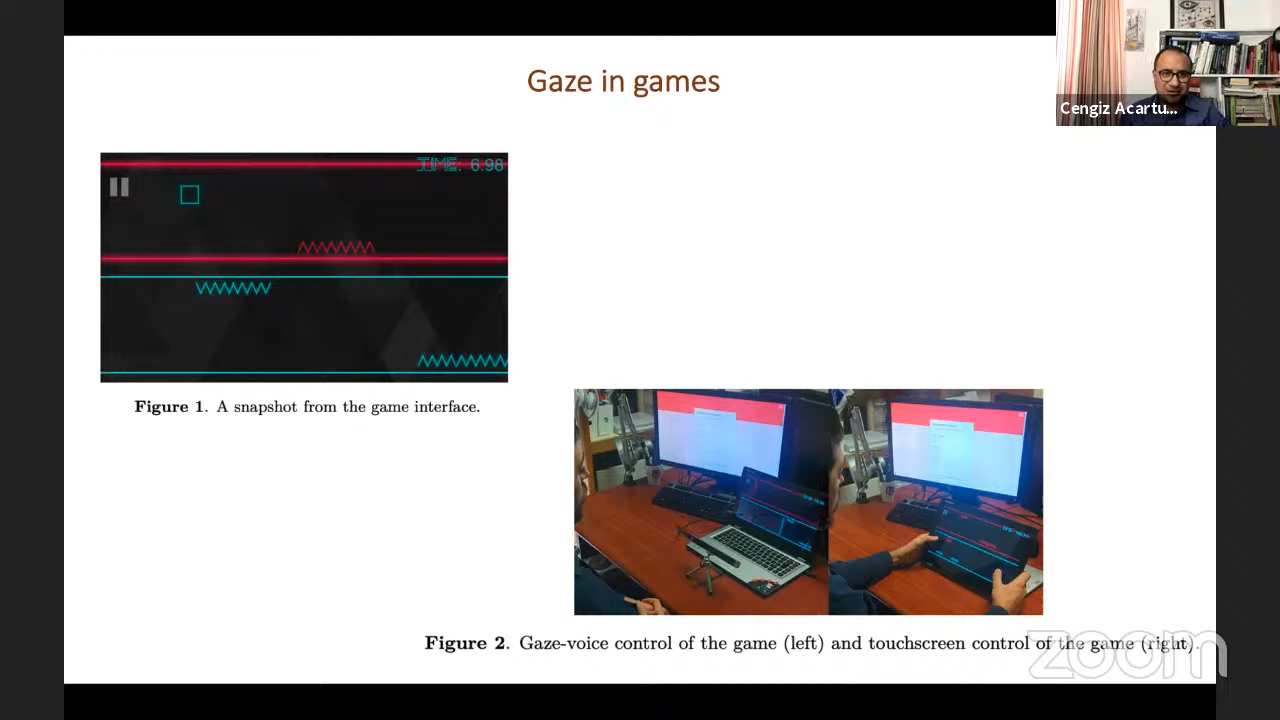 Gaze in games
Cengiz Acartu...
TIME: 6.98
Figure 1. A snapshot from the game interface.
Figure 2. Gaze-voice control of the game (left) and touchscreen control of the game (right).
zoom